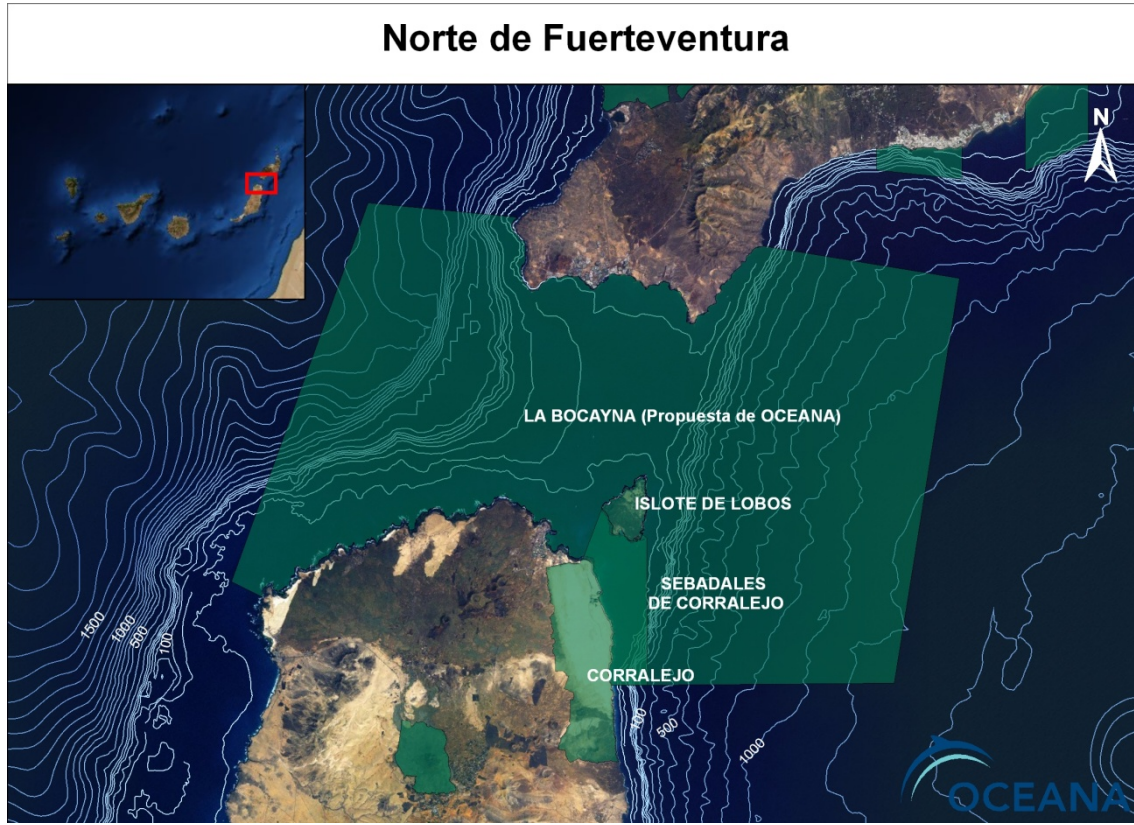 Norte de Fuerteventura
N
LA BOCAYNA (Propuesta de OCEANA)
ISLOTE DE LOBOS
SEBADALES
DE CORRALEJO
CORRALEJO
1500
1000
500
100
100
500
1000
OCEANA